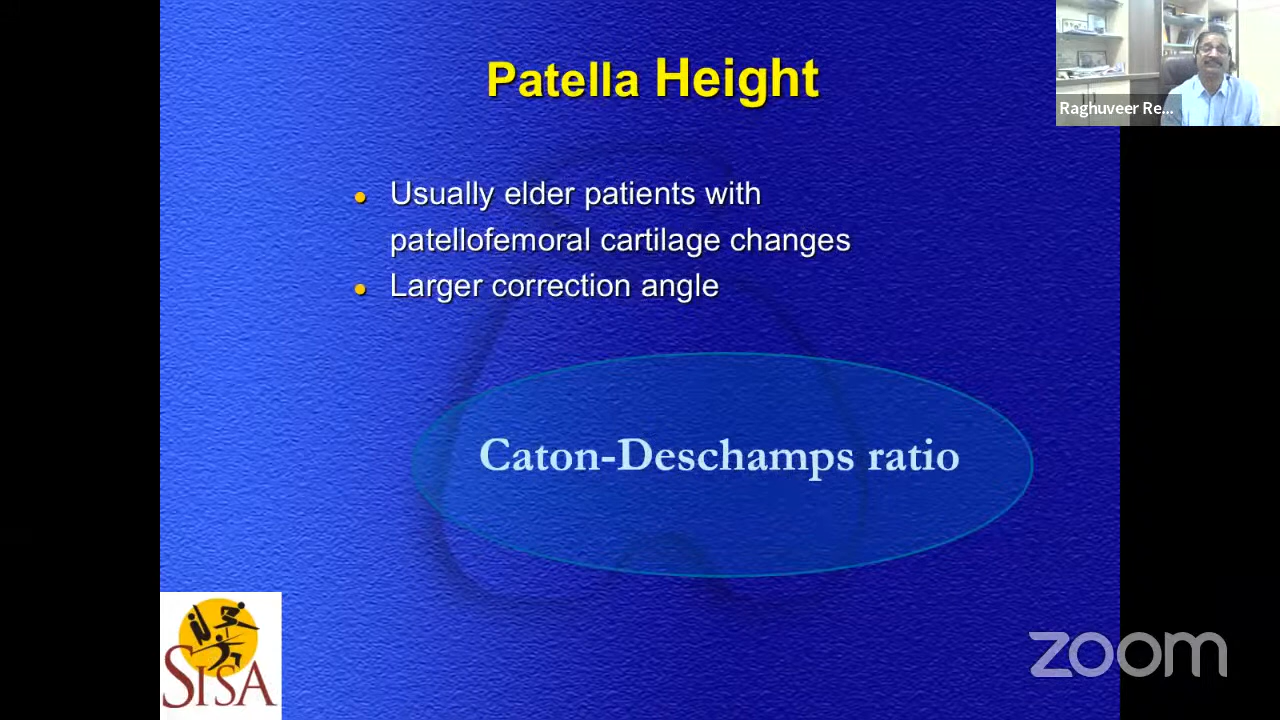 Patella Height
Raghuveer Re...
Usually elder patients with
patellofemoral cartilage changes
Larger correction angle
Caton-Deschamps ratio
SISA
zoom